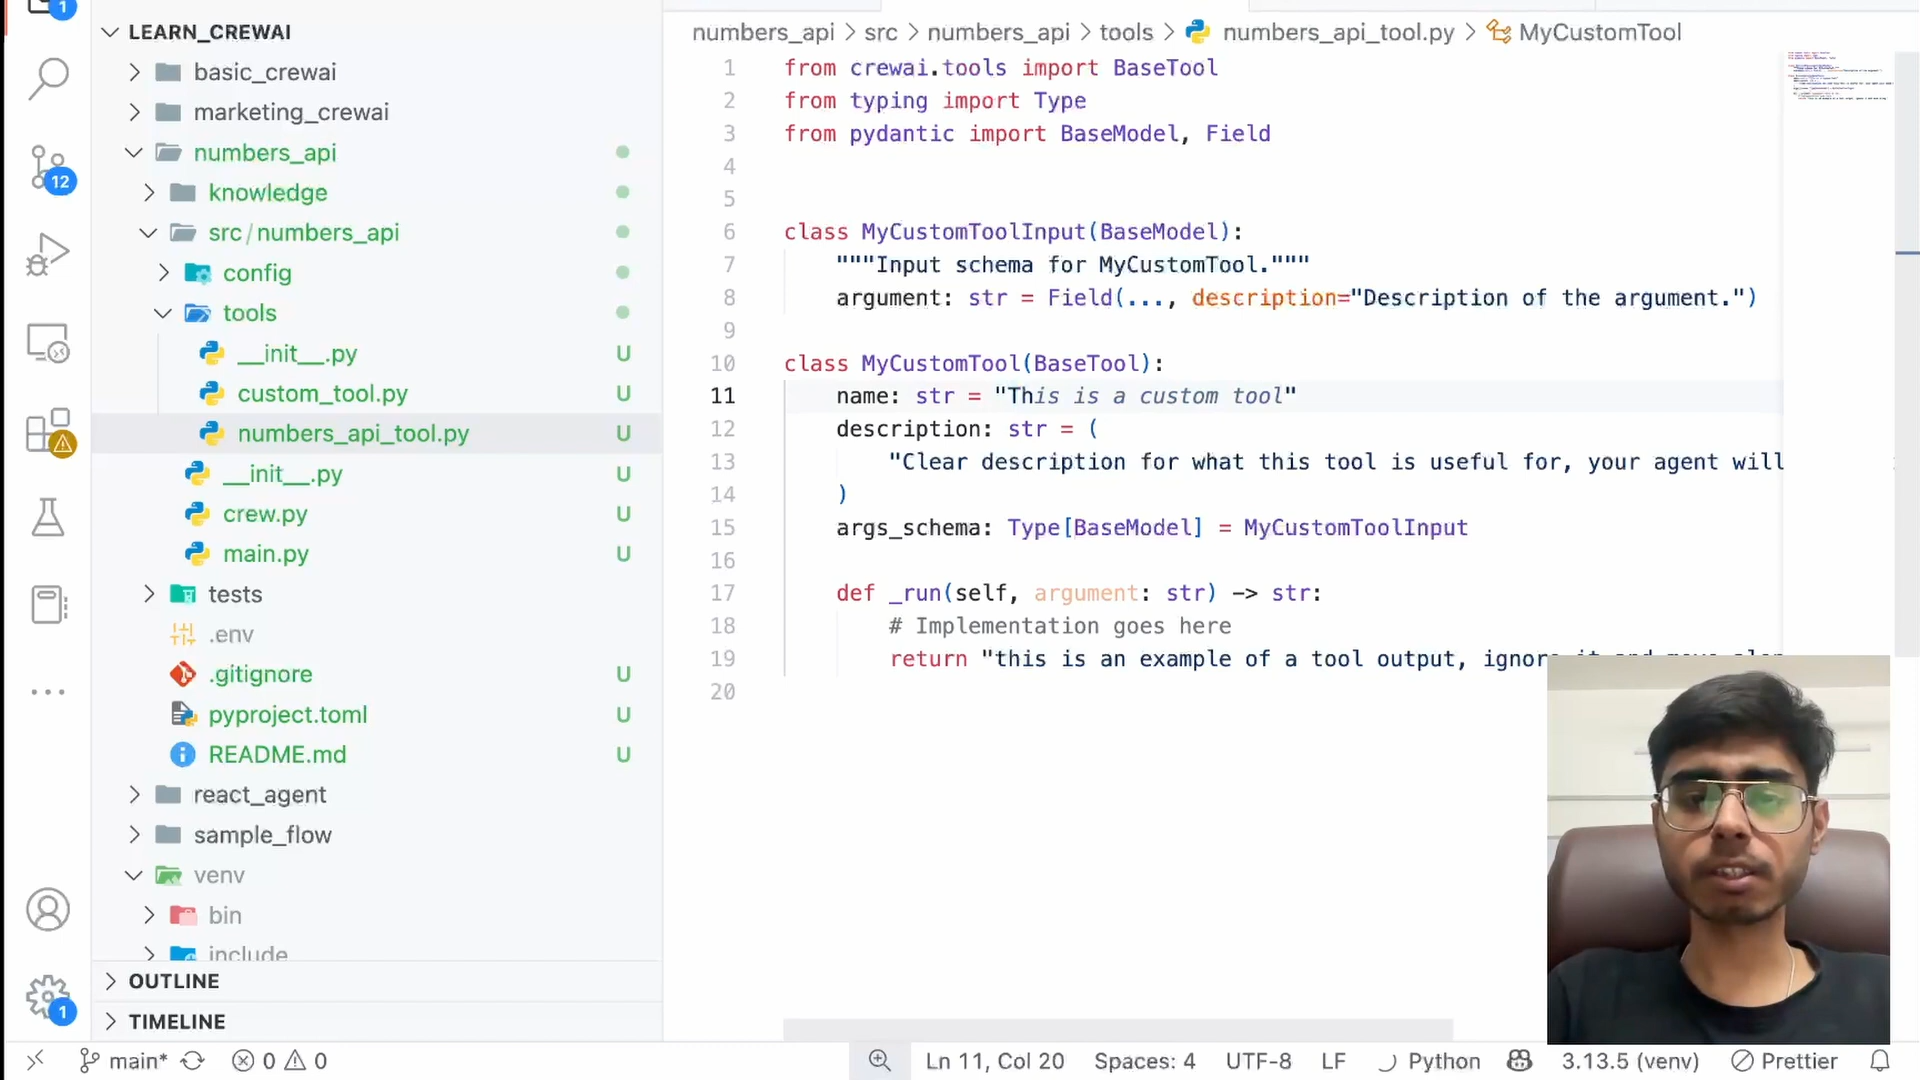 1
LEARN_CREWAI
basic_crewai
marketing_crewai
numbers_api
knowledge
src/numbers_api
config
tools
__init__.py U
custom_tool.py U
numbers_api_tool.py U
__init__.py U
crew.py U
main.py U
tests
.env
.gitignore U
pyproject.toml U
README.md U
react_agent
sample_flow
venv
bin
include
OUTLINE
TIMELINE
12
1
numbers_api > src > numbers_api > tools > numbers_api_tool.py > MyCustomTool
1 from crewai.tools import BaseTool
2 from typing import Type
3 from pydantic import BaseModel, Field
4
5
6 class MyCustomToolInput(BaseModel):
7 """Input schema for MyCustomTool."""
8 argument: str = Field(..., description="Description of the argument.")
9
10 class MyCustomTool(BaseTool):
11 name: str = "This is a custom tool"
12 description: str = (
13 "Clear description for what this tool is useful for, your agent will
14 )
15 args_schema: Type[BaseModel] = MyCustomToolInput
16
17 def _run(self, argument: str) -> str:
18 # Implementation goes here
19 return "this is an example of a tool output, ignore it and move
20
main* 0 0 Ln 11, Col 20 Spaces: 4 UTF-8 LF Python 3.13.5 (venv) Prettier